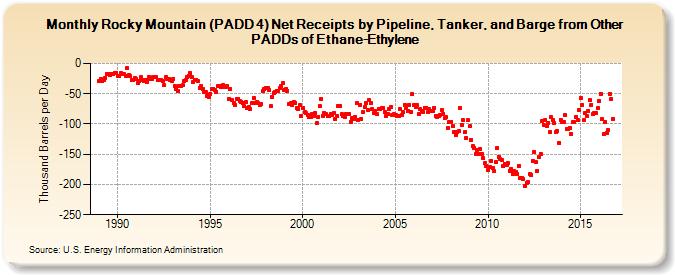 Monthly Rocky Mountain (PADD 4) Net Receipts by Pipeline, Tanker, and Barge from Other
PADDs of Ethane-Ethylene
Thousand Barrels per Day
0
-50
-100
-150
-200
-250
1990 1995 2000 2005 2010 2015
Source: U.S. Energy Information Administration